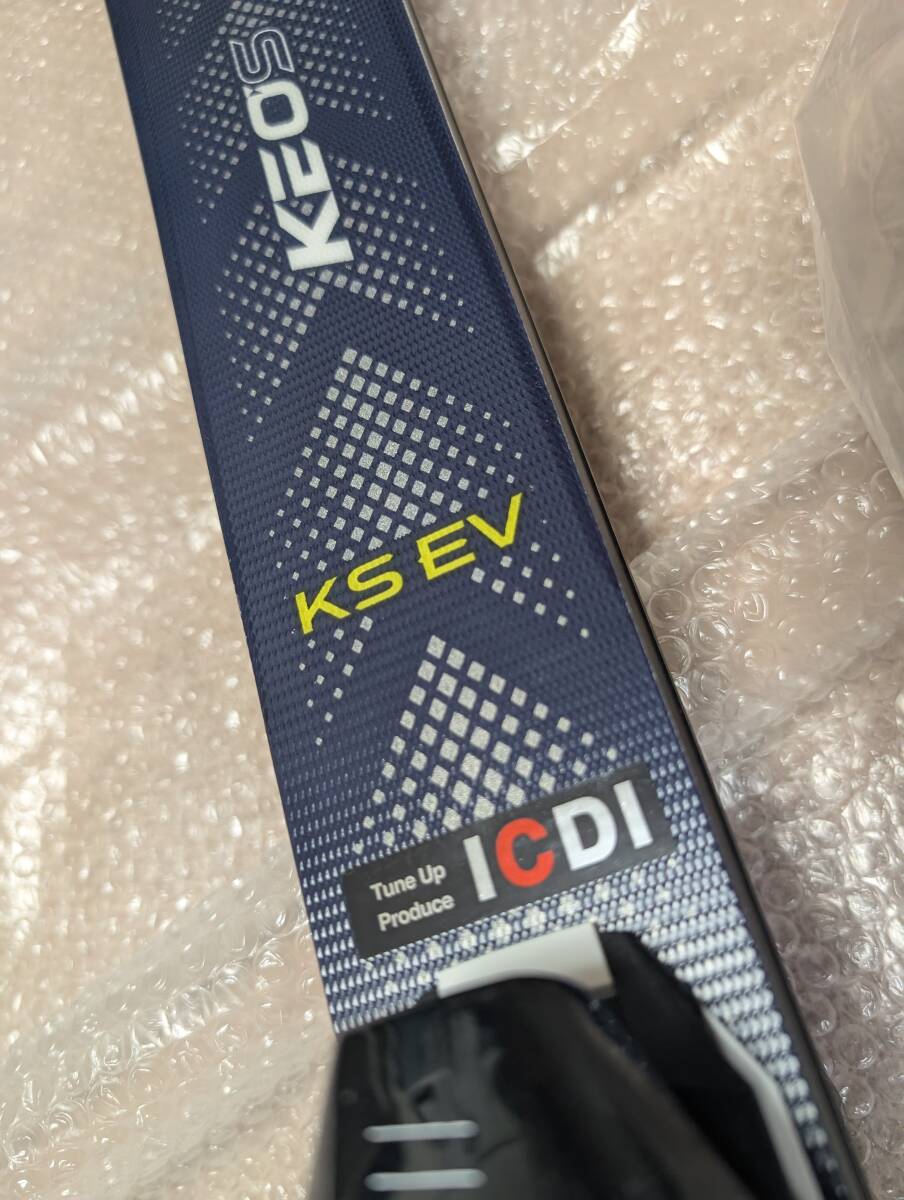 KEO'S
KS EV
Tune Up
Produce
ICDI